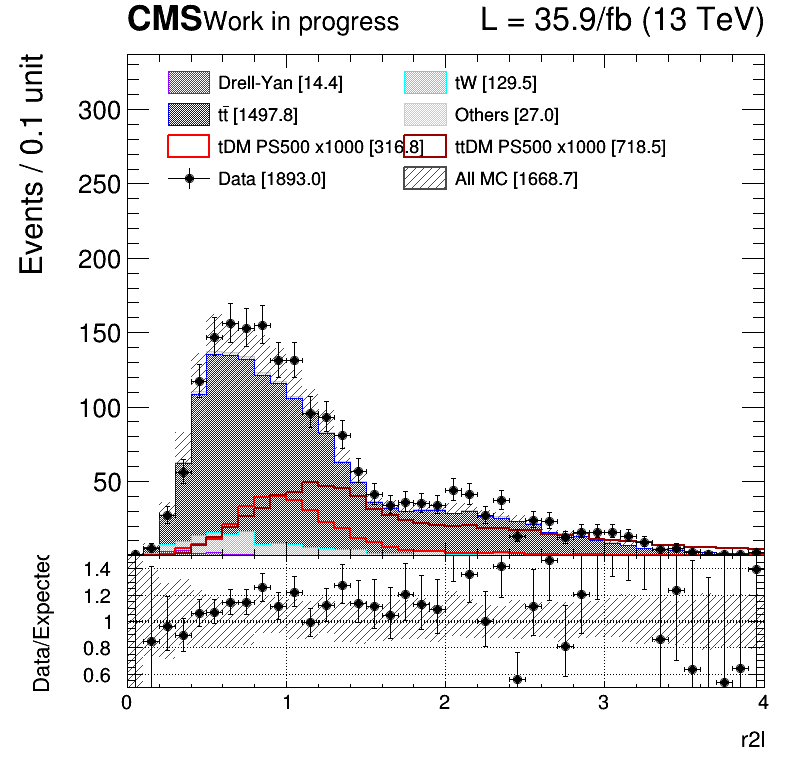 CMS Work in progress L = 35.9/fb (13 TeV)
Events / 0.1 unit
Drell-Yan [14.4] tW [129.5]
tt̄ [1497.8] Others [27.0]
tDM PS500 x1000 [316.8] ttDM PS500 x1000 [718.5]
Data [1893.0] All MC [1668.7]
300
250
200
150
100
50
Data/Expected
1.4
1.2
1
0.8
0.6
0 1 2 3 4
r2l